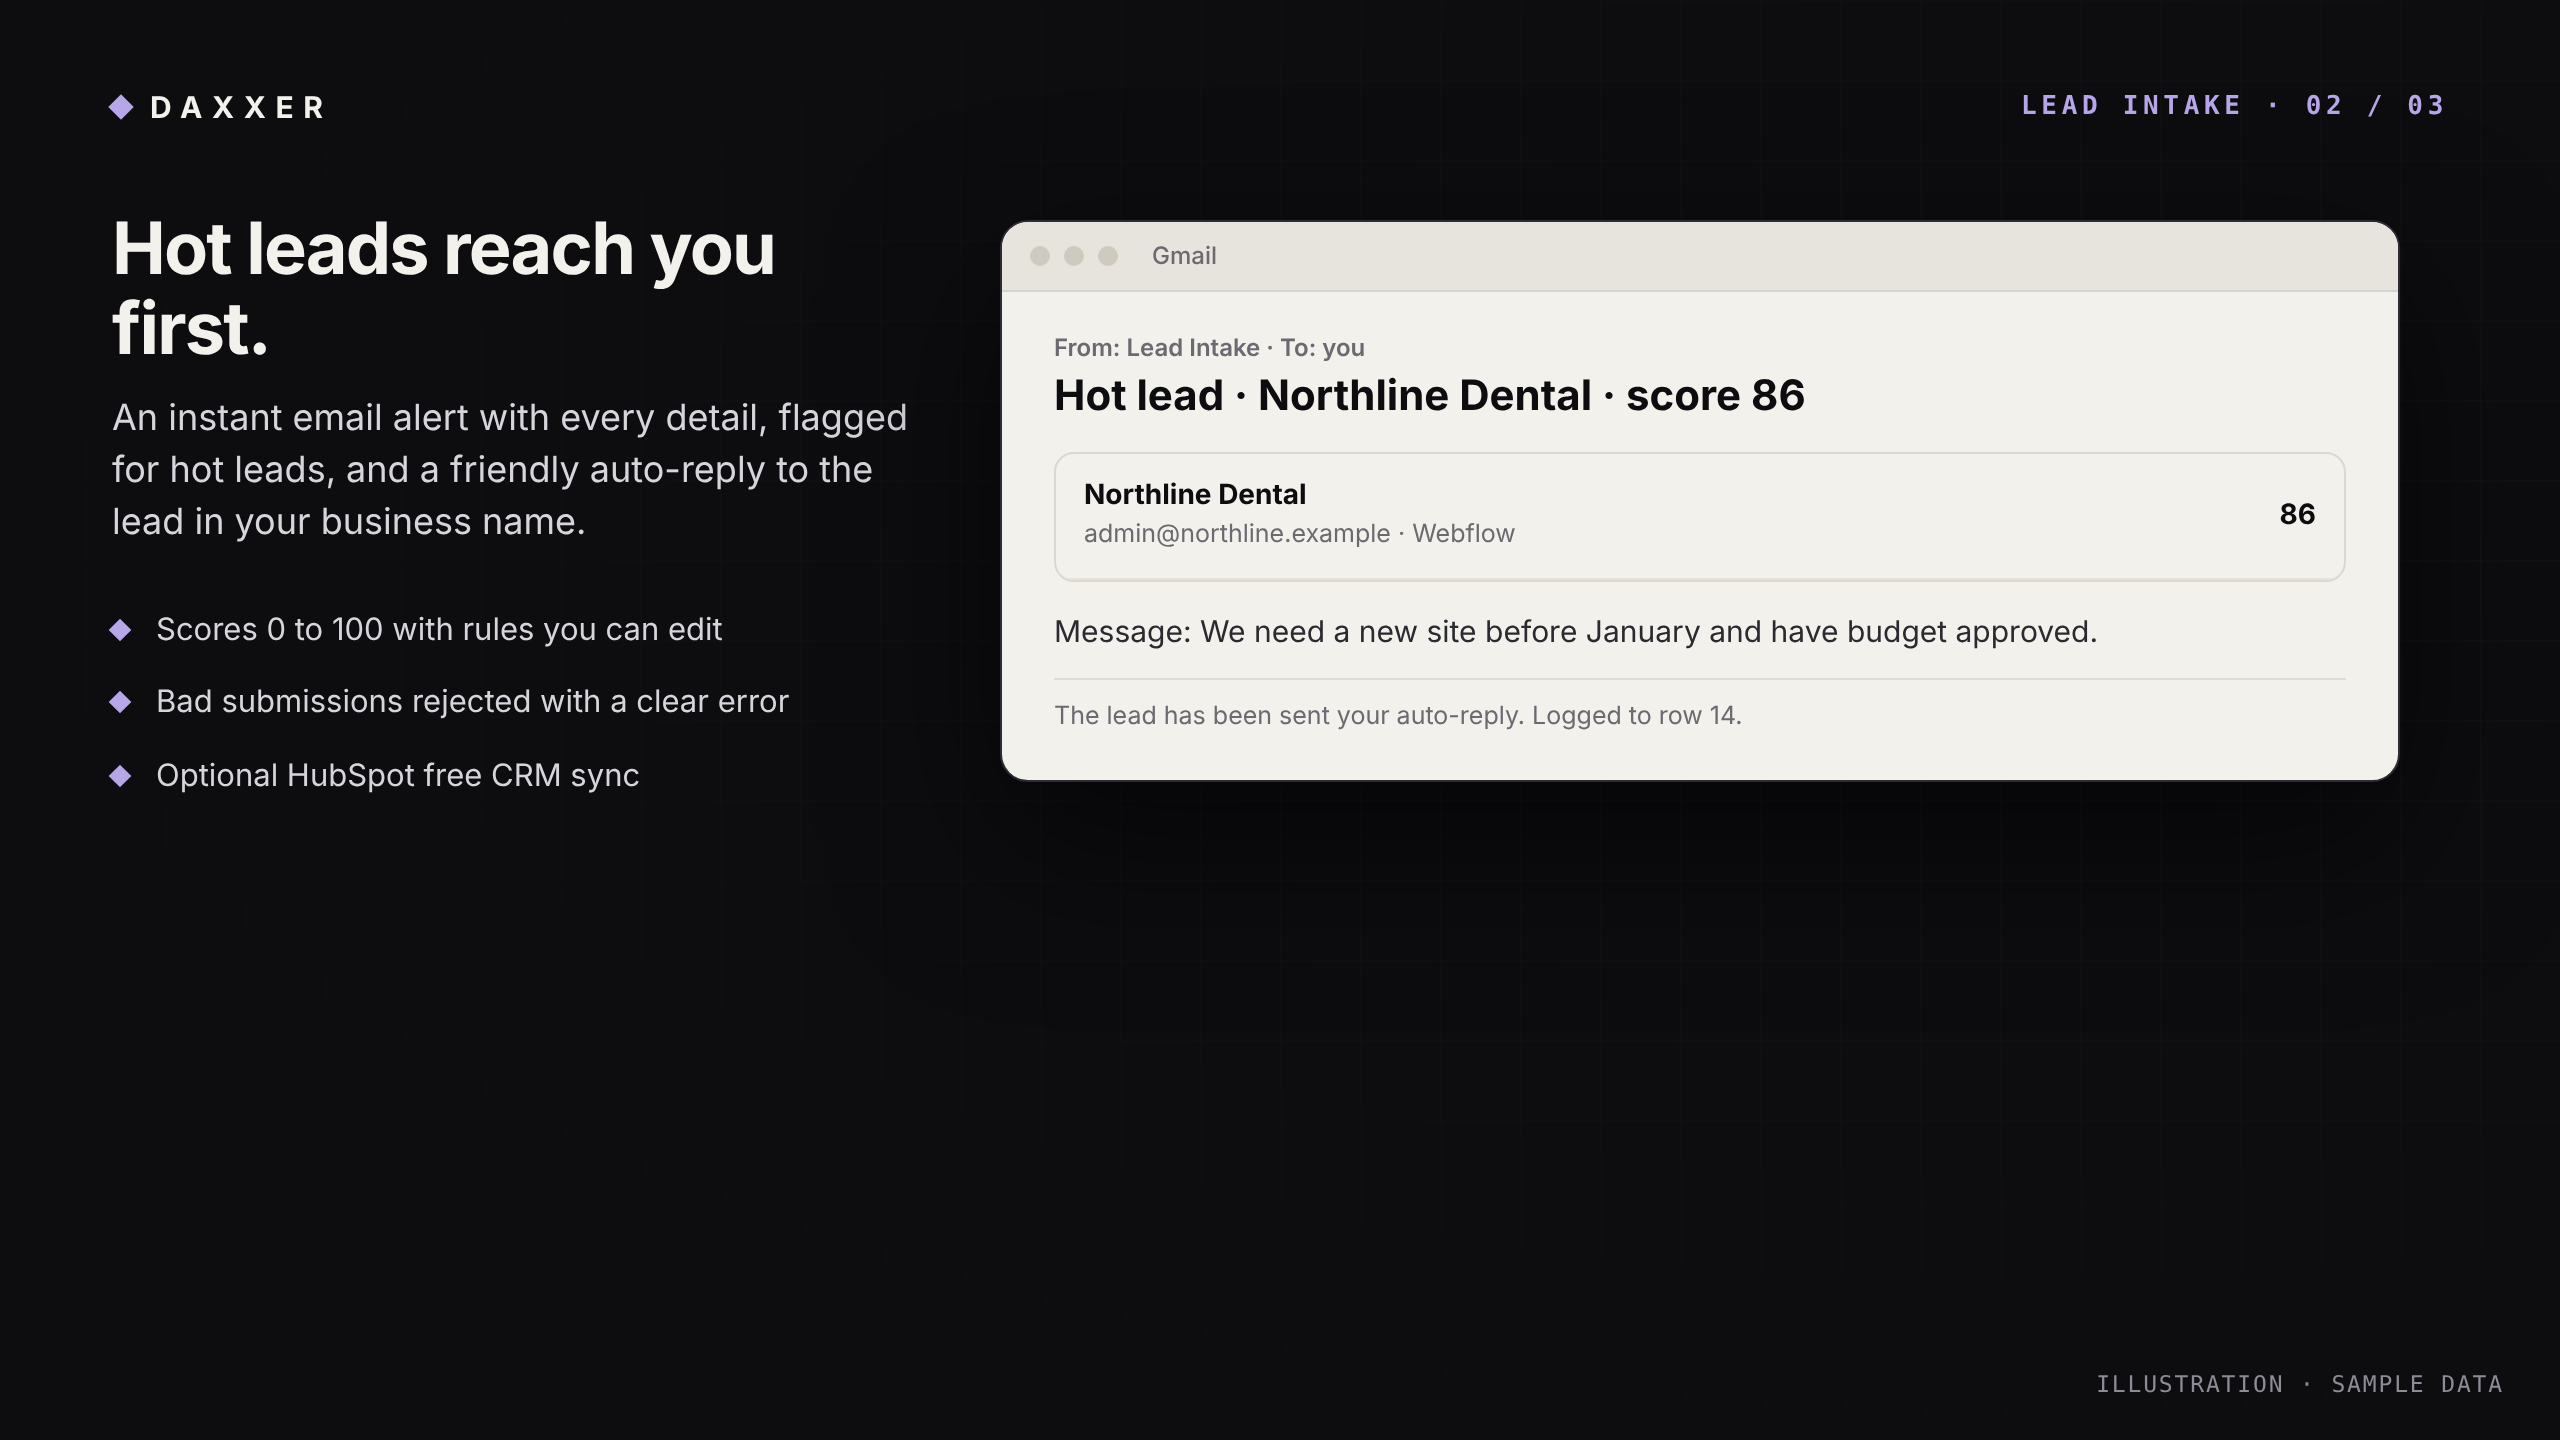 DAXXER
LEAD INTAKE · 02 / 03
Hot leads reach you
first.
An instant email alert with every detail, flagged
for hot leads, and a friendly auto-reply to the
lead in your business name.
Scores 0 to 100 with rules you can edit
Bad submissions rejected with a clear error
Optional HubSpot free CRM sync
Gmail
From: Lead Intake · To: you
Hot lead · Northline Dental · score 86
Northline Dental
admin@northline.example · Webflow
86
Message: We need a new site before January and have budget approved.
The lead has been sent your auto-reply. Logged to row 14.
ILLUSTRATION · SAMPLE DATA